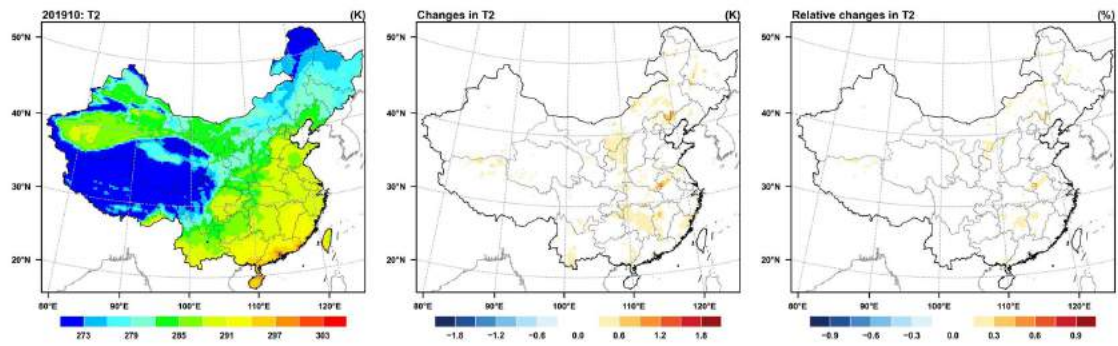 201910: T2 (K)
50°N
40°N
30°N
20°N
80°E 90°E 100°E 110°E 120°E
273 279 285 291 297 303
Changes in T2 (K)
50°N
40°N
30°N
20°N
80°E 90°E 100°E 110°E 120°E
−1.8 −1.2 −0.6 0.0 0.6 1.2 1.8
Relative changes in T2 (%)
50°N
40°N
30°N
20°N
80°E 90°E 100°E 110°E 120°E
−0.9 −0.6 −0.3 0.0 0.3 0.6 0.9